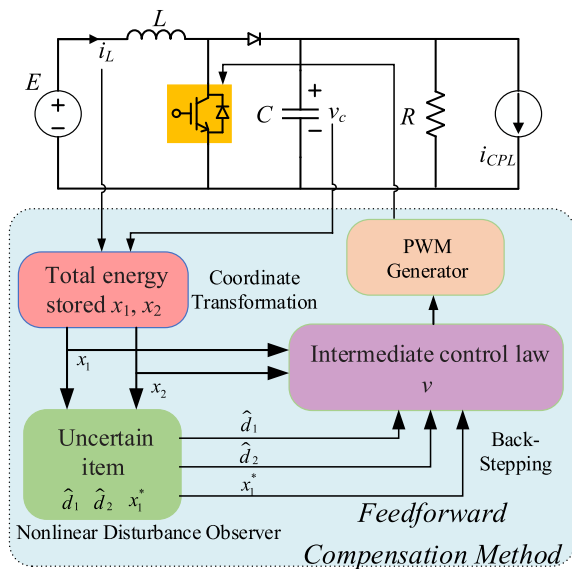 L
i_L
E
C
v_c
R
i_CPL
Total energy
stored x_1, x_2
Coordinate
Transformation
PWM
Generator
x_1
x_2
Intermediate control law
v
Uncertain
item
d̂_1 d̂_2 x_1^*
d̂_1
d̂_2
x_1^*
Back-
Stepping
Nonlinear Disturbance Observer
Feedforward
Compensation Method